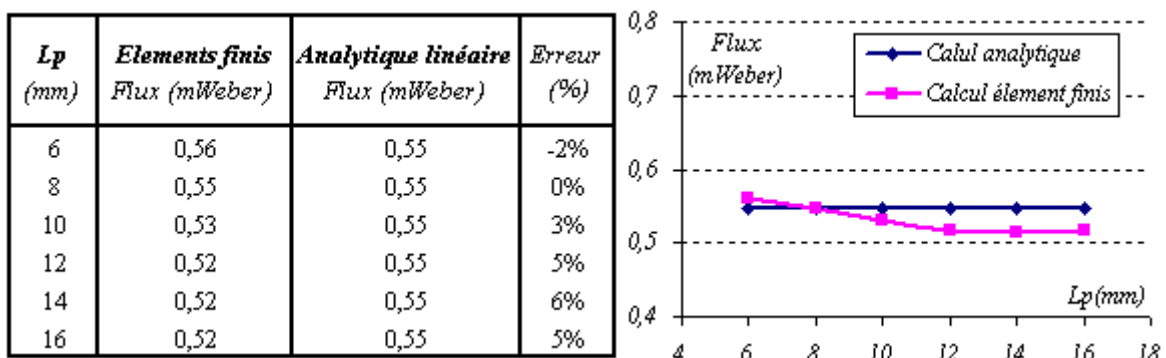 Lp Elements finis Analytique linéaire Erreur
(mm) Flux (mWeber) Flux (mWeber) (%)
6 0,56 0,55 -2%
8 0,55 0,55 0%
10 0,53 0,55 3%
12 0,52 0,55 5%
14 0,52 0,55 6%
16 0,52 0,55 5%
0,8
Flux
(mWeber)
Calul analytique
Calcul élement finis
0,7
0,6
0,5
Lp(mm)
0,4
4 6 8 10 12 14 16 18